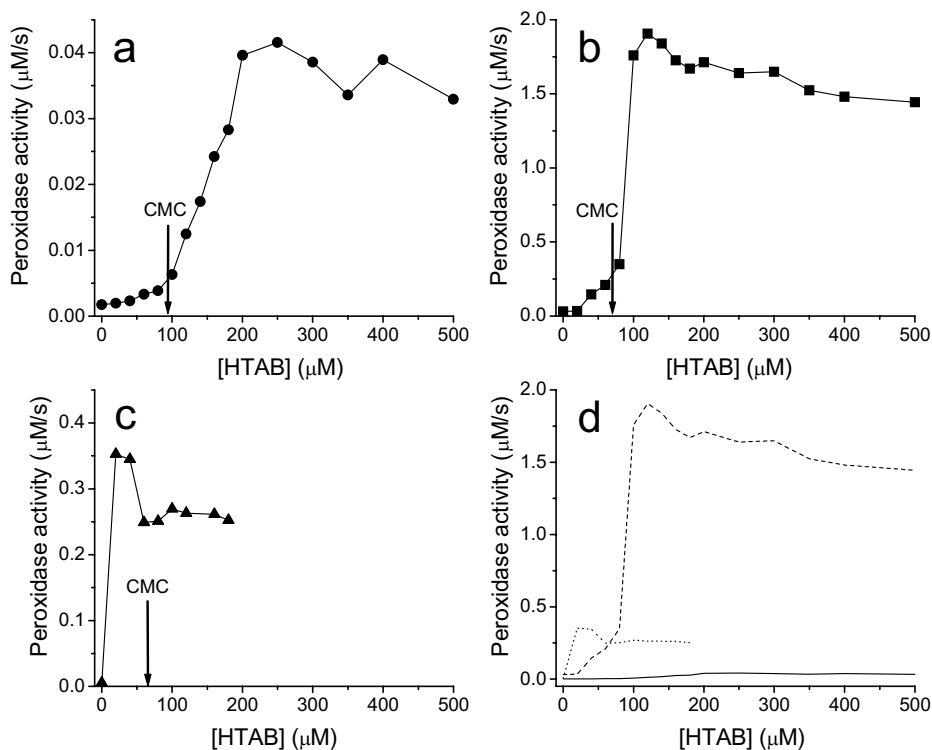 a
Peroxidase activity (μM/s)
0.04
0.03
0.02
0.01
0.00
CMC
0 100 200 300 400 500
[HTAB] (μM)
b
Peroxidase activity (μM/s)
2.0
1.5
1.0
0.5
0.0
CMC
0 100 200 300 400 500
[HTAB] (μM)
c
Peroxidase activity (μM/s)
0.4
0.3
0.2
0.1
0.0
CMC
0 100 200 300 400 500
[HTAB] (μM)
d
Peroxidase activity (μM/s)
2.0
1.5
1.0
0.5
0.0
0 100 200 300 400 500
[HTAB] (μM)